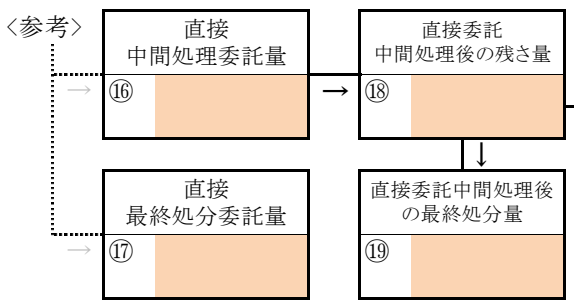 〈参考〉
直接
中間処理委託量
→
⑯
→
直接委託
中間処理後の残さ量
⑱
↓
直接
最終処分委託量
→
⑰
直接委託中間処理後
の最終処分量
⑲